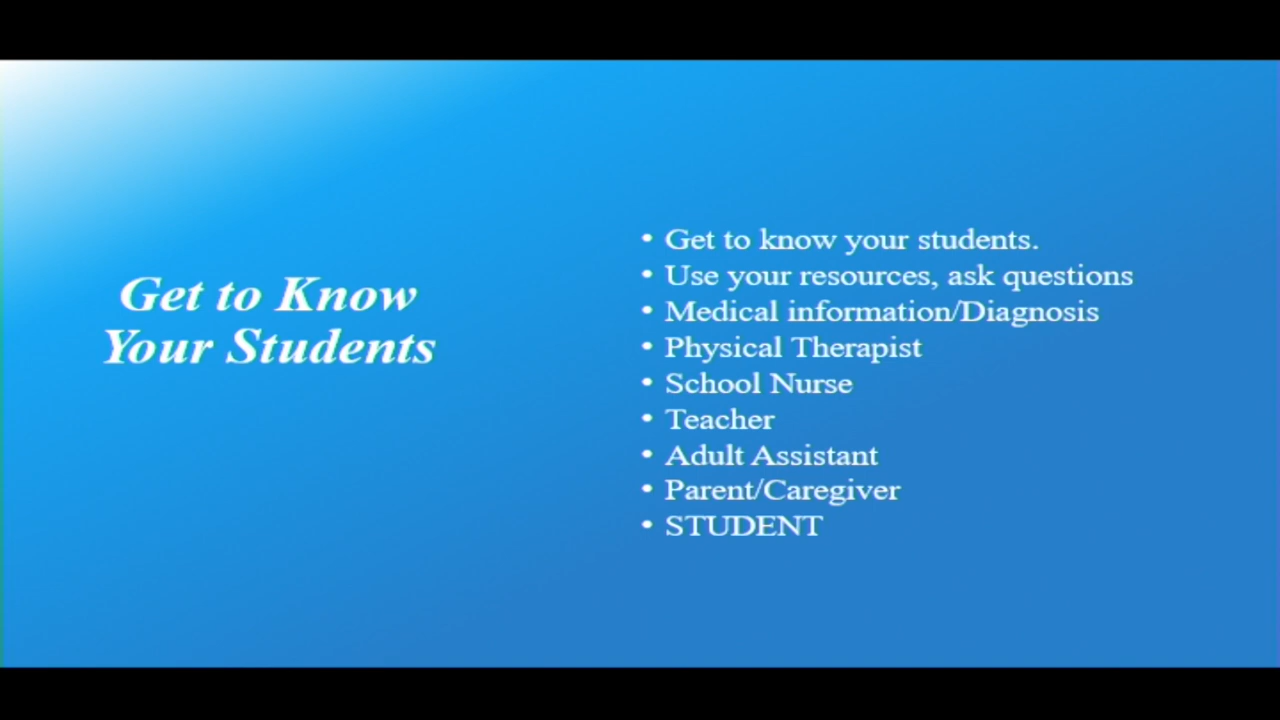 Get to Know
Your Students
• Get to know your students.
• Use your resources, ask questions
• Medical information/Diagnosis
• Physical Therapist
• School Nurse
• Teacher
• Adult Assistant
• Parent/Caregiver
• STUDENT